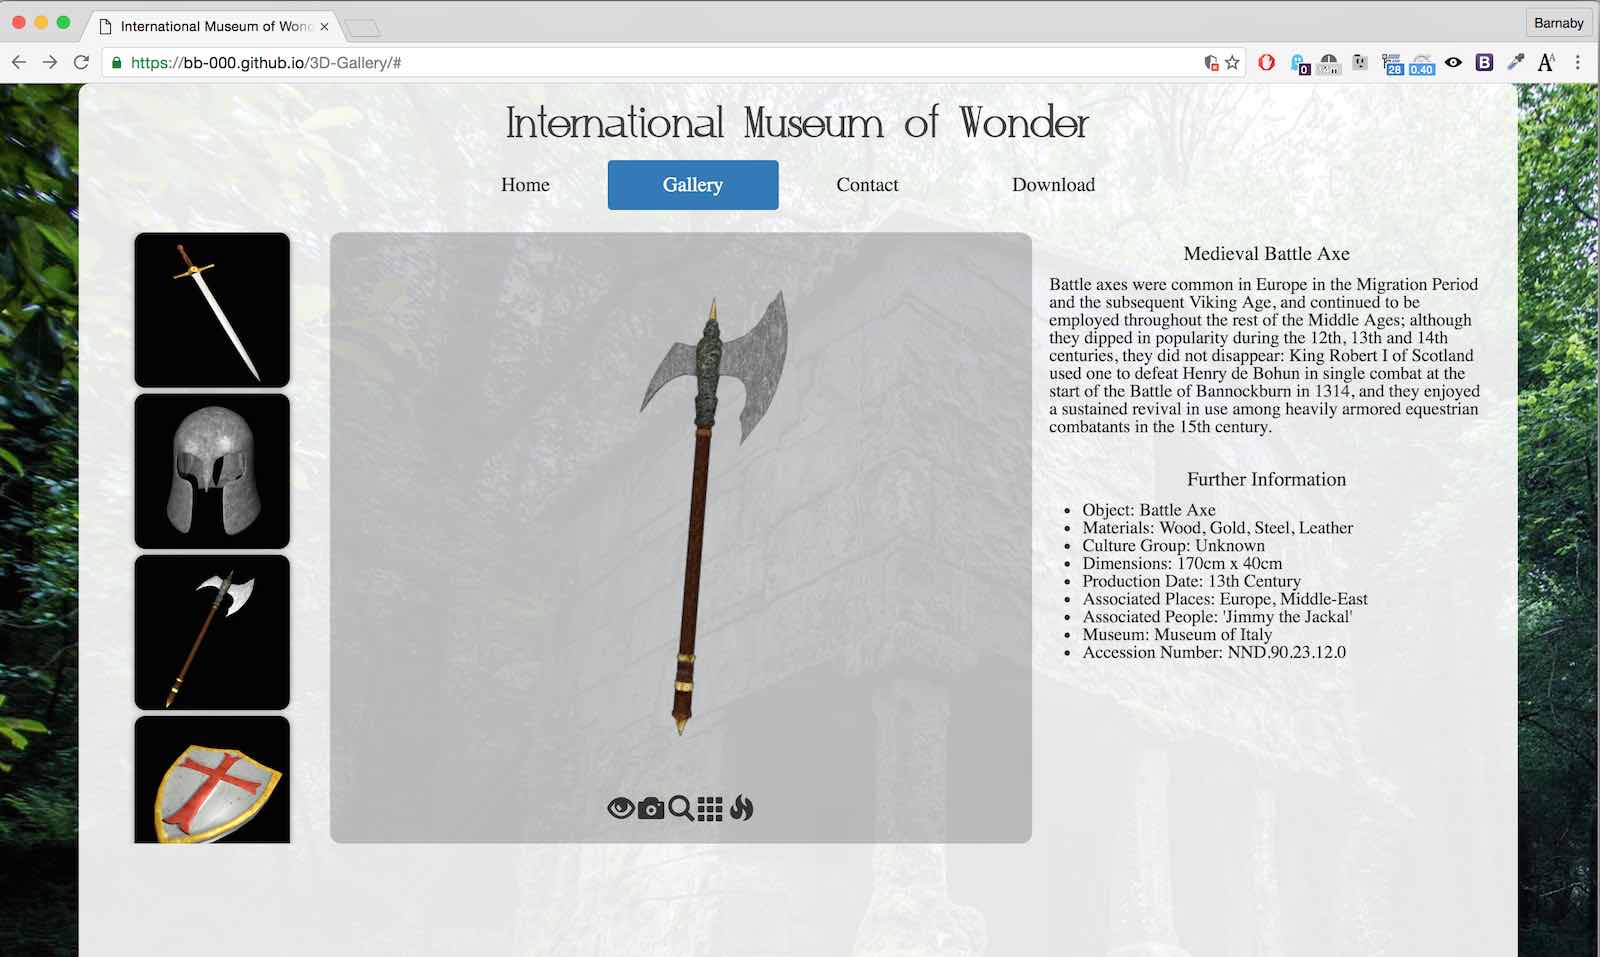 International Museum of Won
Barnaby
https://bb-000.github.io/3D-Gallery/#
0
28
0.40
B
A
International Museum of Wonder
Home
Gallery
Contact
Download
Medieval Battle Axe
Battle axes were common in Europe in the Migration Period
and the subsequent Viking Age, and continued to be
employed throughout the rest of the Middle Ages; although
they dipped in popularity during the 12th, 13th and 14th
centuries, they did not disappear: King Robert I of Scotland
used one to defeat Henry de Bohun in single combat at the
start of the Battle of Bannockburn in 1314, and they enjoyed
a sustained revival in use among heavily armored equestrian
combatants in the 15th century.
Further Information
• Object: Battle Axe
• Materials: Wood, Gold, Steel, Leather
• Culture Group: Unknown
• Dimensions: 170cm x 40cm
• Production Date: 13th Century
• Associated Places: Europe, Middle-East
• Associated People: 'Jimmy the Jackal'
• Museum: Museum of Italy
• Accession Number: NND.90.23.12.0